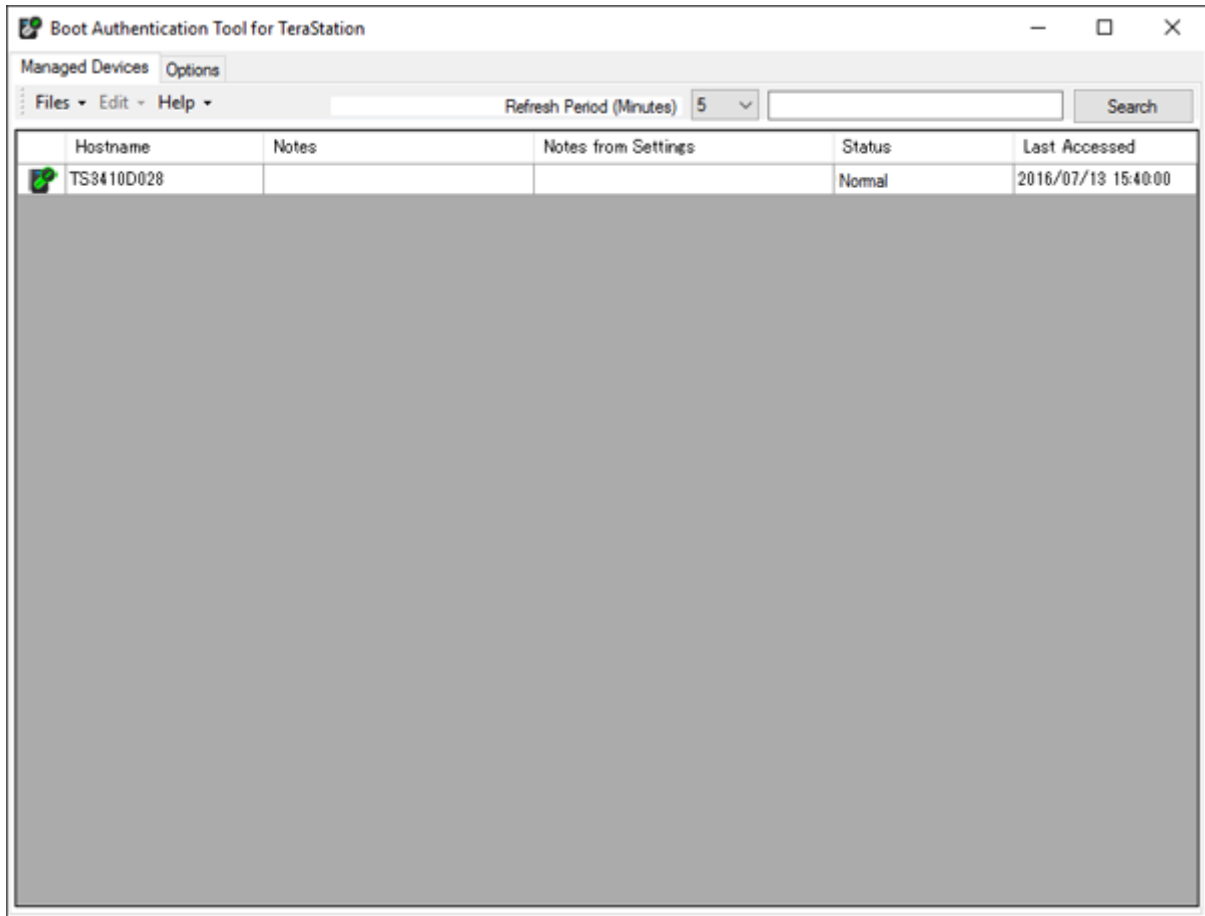 Boot Authentication Tool for TeraStation
Managed Devices Options
Files Edit Help Refresh Period (Minutes) 5 Search
Hostname Notes Notes from Settings Status Last Accessed
TS3410D028 Normal 2016/07/13 15:40:00